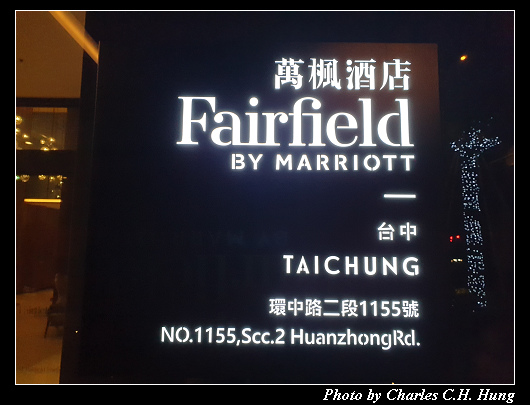 萬楓酒店
Fairfield
BY MARRIOTT
台中
TAICHUNG
環中路二段1155號
NO.1155,Scc.2 HuanzhongRd.
Photo by Charles C.H. Hung